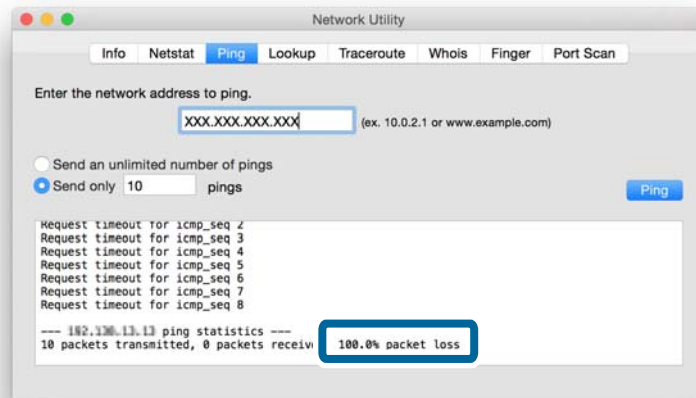 Network Utility
Info Netstat Ping Lookup Traceroute Whois Finger Port Scan
Enter the network address to ping.
XXX.XXX.XXX.XXX (ex. 10.0.2.1 or www.example.com)
Send an unlimited number of pings
Send only 10 pings
Ping
Request timeout for icmp_seq 2
Request timeout for icmp_seq 3
Request timeout for icmp_seq 4
Request timeout for icmp_seq 5
Request timeout for icmp_seq 6
Request timeout for icmp_seq 7
Request timeout for icmp_seq 8
--- ping statistics ---
10 packets transmitted, 0 packets receiv 100.0% packet loss